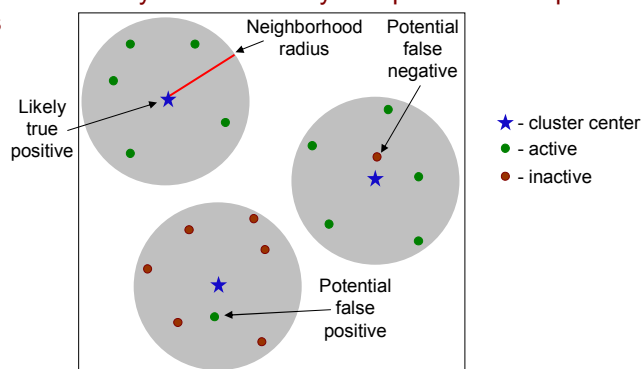 Neighborhood
radius
Potential
false
negative
Likely
true
positive
- cluster center
- active
- inactive
Potential
false
positive